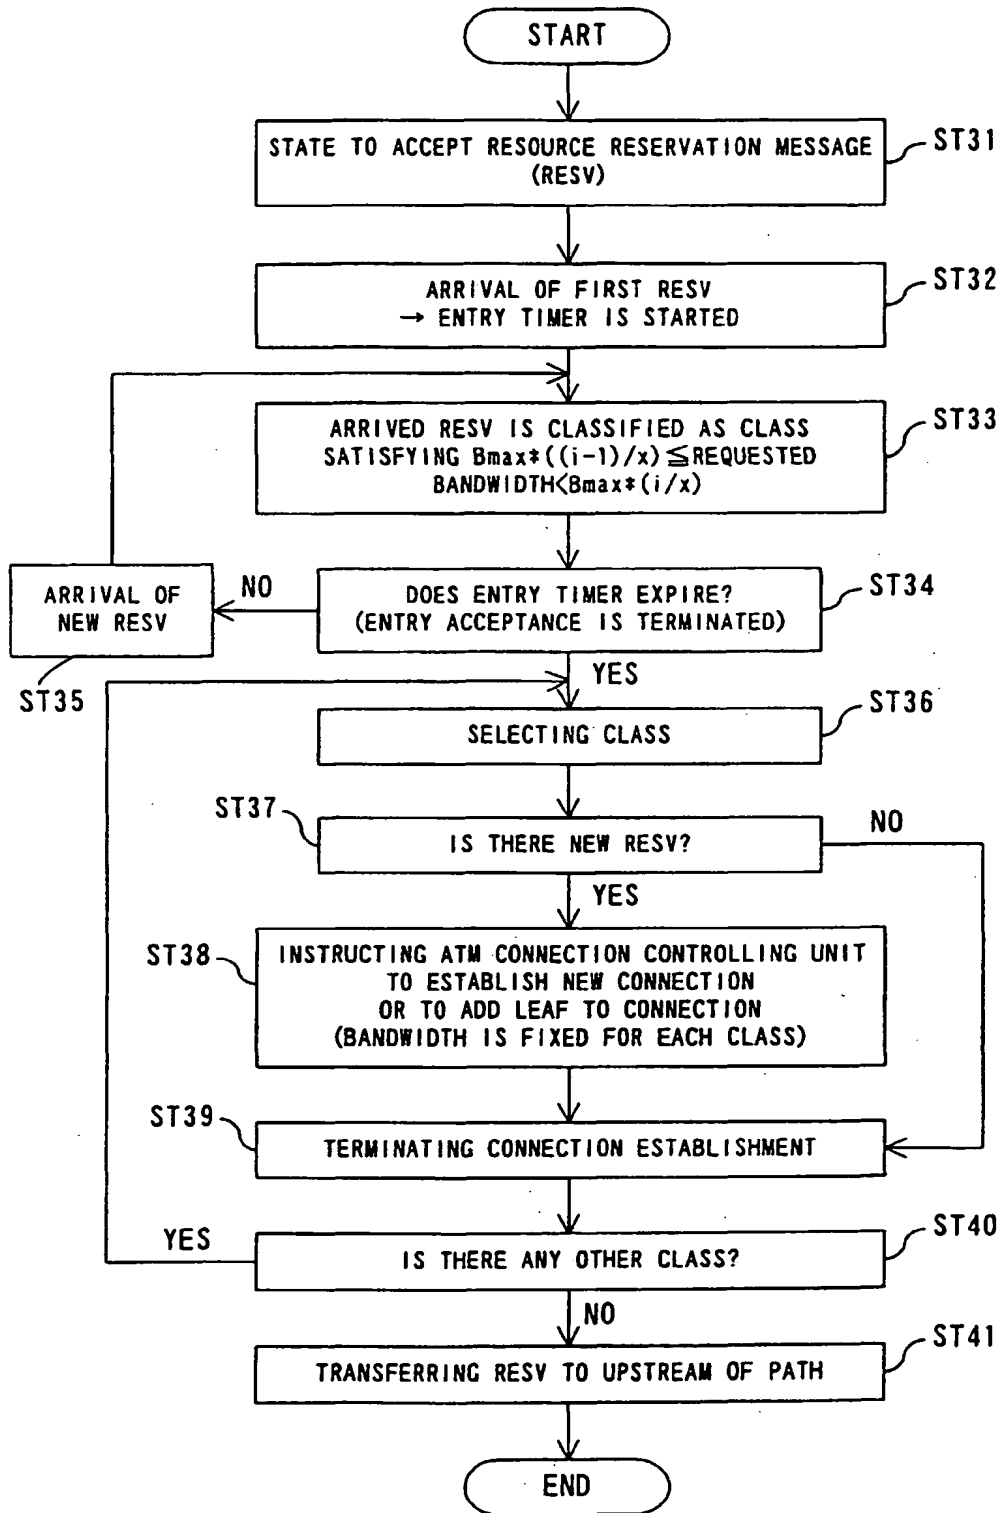 START
STATE TO ACCEPT RESOURCE RESERVATION MESSAGE
(RESV)
ST31
ARRIVAL OF FIRST RESV
→ ENTRY TIMER IS STARTED
ST32
ARRIVED RESV IS CLASSIFIED AS CLASS
SATISFYING Bmax*((i-1)/x)≦REQUESTED
BANDWIDTH<Bmax*(i/x)
ST33
DOES ENTRY TIMER EXPIRE?
(ENTRY ACCEPTANCE IS TERMINATED)
ST34
NO
ARRIVAL OF
NEW RESV
ST35
YES
SELECTING CLASS
ST36
ST37
IS THERE NEW RESV?
NO
YES
ST38
INSTRUCTING ATM CONNECTION CONTROLLING UNIT
TO ESTABLISH NEW CONNECTION
OR TO ADD LEAF TO CONNECTION
(BANDWIDTH IS FIXED FOR EACH CLASS)
ST39
TERMINATING CONNECTION ESTABLISHMENT
YES
IS THERE ANY OTHER CLASS?
ST40
NO
TRANSFERRING RESV TO UPSTREAM OF PATH
ST41
END